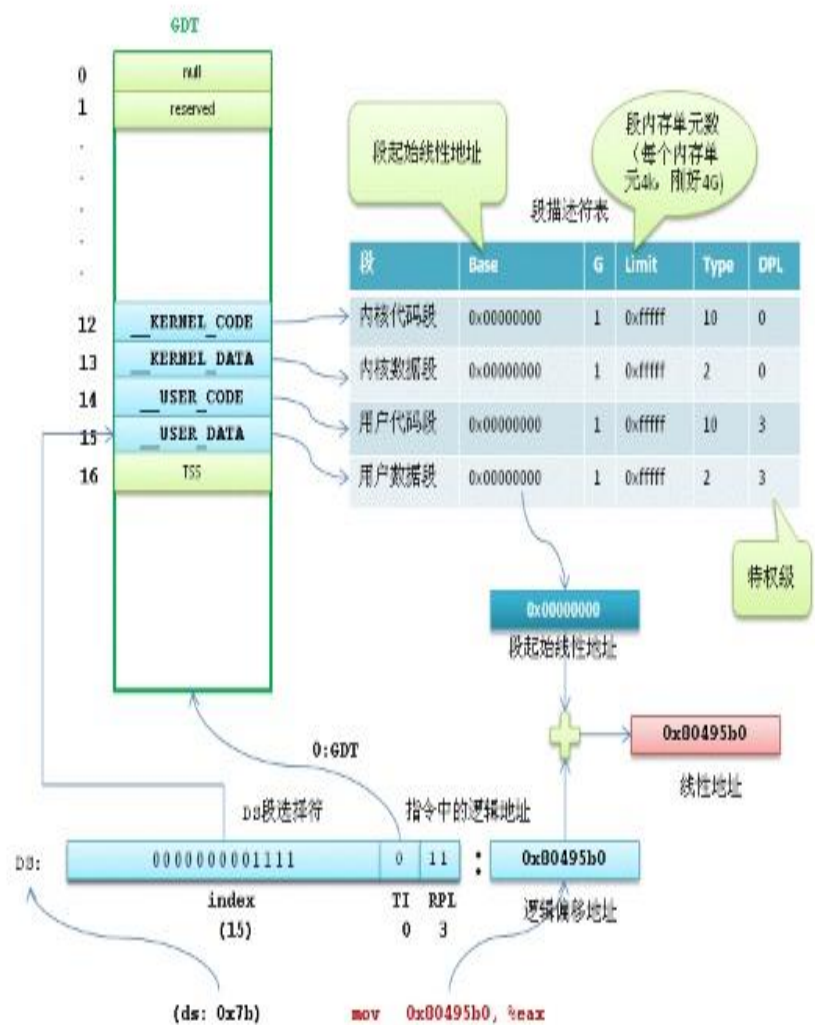 GDT
0 null
1 reserved
段起始线性地址
段内存单元数
（每个内存单
元4k，刚好4G)
段描述符表
段 Base G Limit Type DPL
12 __KERNEL_CODE 内核代码段 0x00000000 1 0xfffff 10 0
13 __KERNEL_DATA 内核数据段 0x00000000 1 0xfffff 2 0
14 __USER_CODE 用户代码段 0x00000000 1 0xfffff 10 3
15 __USER_DATA 用户数据段 0x00000000 1 0xfffff 2 3
16 TSS
特权级
0x00000000
段起始线性地址
0:GDT
0x80495b0
线性地址
DS段选择符 指令中的逻辑地址
DS: 0000000001111 0 11 : 0x80495b0
index TI RPL 逻辑偏移地址
(15) 0 3
(ds: 0x7b) mov 0x80495b0, %eax